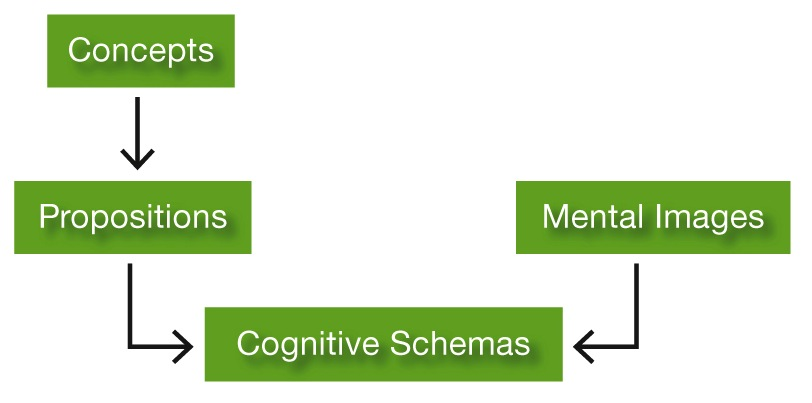 Concepts
Propositions
Mental Images
Cognitive Schemas